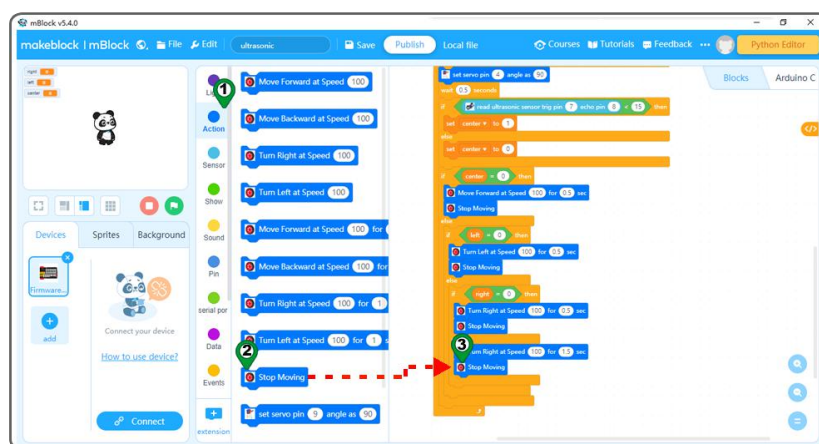 mBlock v5.4.0
makeblock | mBlock File Edit ultrasonic Save Publish Local file Courses Tutorials Feedback Python Editor
right 0
left 0
center 0
Devices Sprites Background
Firmware...
add
Connect your device
How to use device?
Connect
1
Action
Sensor
Show
Sound
Pin
serial por
Data
Events
extension
Move Forward at Speed 100
Move Backward at Speed 100
Turn Right at Speed 100
Turn Left at Speed 100
Move Forward at Speed 100 for
Move Backward at Speed 100 for
Turn Right at Speed 100 for 1
Turn Left at Speed 100 for 1 s
2
Stop Moving
set servo pin 9 angle as 90
set servo pin 4 angle as 90
wait 0.5 seconds
if read ultrasonic sensor trig pin 7 echo pin 8 < 15 then
set center to 1
else
set center to 0
if center = 0 then
Move Forward at Speed 100 for 0.5 sec
Stop Moving
else
if left = 0 then
Turn Left at Speed 100 for 0.5 sec
Stop Moving
else
if right = 0 then
Turn Right at Speed 100 for 0.5 sec
Stop Moving
3
Right at Speed 100 for 1.5 sec
Stop Moving
Blocks Arduino C